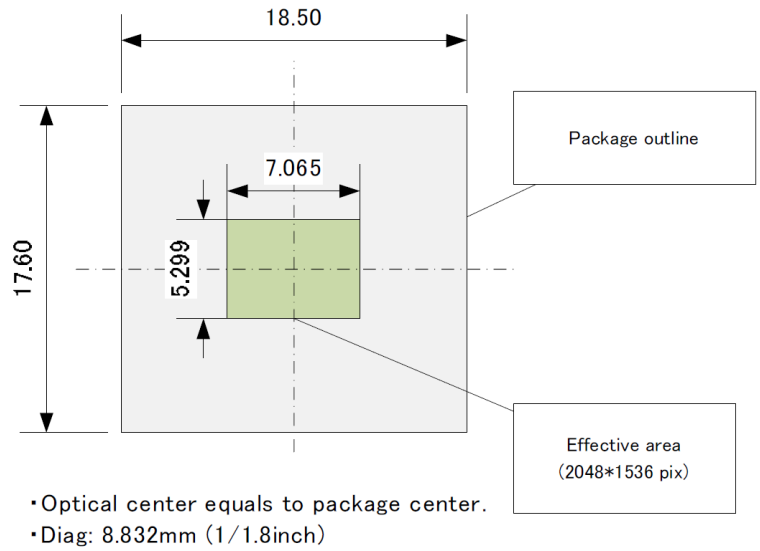 18.50
Package outline
7.065
5.299
17.60
Effective area
(2048*1536 pix)
・Optical center equals to package center.
・Diag: 8.832mm (1/1.8inch)